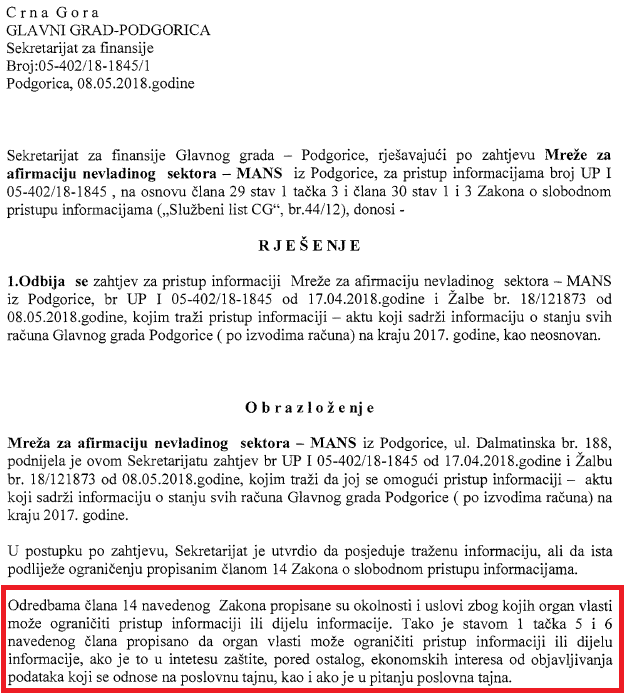 C r n a  G o r a
GLAVNI GRAD-PODGORICA
Sekretarijat za finansije
Broj:05-402/18-1845/1
Podgorica, 08.05.2018.godine
Sekretarijat za finansije Glavnog grada – Podgorice, rješavajući po zahtjevu Mreže za
afirmaciju nevladinog sektora – MANS iz Podgorice, za pristup informacijama broj UP I
05-402/18-1845 , na osnovu člana 29 stav 1 tačka 3 i člana 30 stav 1 i 3 Zakona o slobodnom
pristupu informacijama („Službeni list CG“, br.44/12), donosi -
R J E Š E N J E
1.Odbija se zahtjev za pristup informaciji Mreže za afirmaciju nevladinog sektora – MANS
iz Podgorice, br UP I 05-402/18-1845 od 17.04.2018.godine i Žalbe br. 18/121873 od
08.05.2018.godine, kojim traži pristup informaciji – aktu koji sadrži informaciju o stanju svih
računa Glavnog grada Podgorice ( po izvodima računa) na kraju 2017. godine, kao neosnovan.
O b r a z l o ž e nj e
Mreža za afirmaciju nevladinog sektora – MANS iz Podgorice, ul. Dalmatinska br. 188,
podnijela je ovom Sekretarijatu zahtjev br UP I 05-402/18-1845 od 17.04.2018.godine i Žalbu
br. 18/121873 od 08.05.2018.godine, kojim traži da joj se omogući pristup informaciji – aktu
koji sadrži informaciju o stanju svih računa Glavnog grada Podgorice ( po izvodima računa) na
kraju 2017. godine.
U postupku po zahtjevu, Sekretarijat je utvrdio da posjeduje traženu informaciju, ali da ista
podliježe ograničenju propisanim članom 14 Zakona o slobodnom pristupu informacijama.
Odredbama člana 14 navedenog Zakona propisane su okolnosti i uslovi zbog kojih organ vlasti
može ograničiti pristup informaciji ili dijelu informacije. Tako je stavom 1 tačka 5 i 6
navedenog člana propisano da organ vlasti može ograničiti pristup informaciji ili dijelu
informacije, ako je to u intetesu zaštite, pored ostalog, ekonomskih interesa od objavljivanja
podataka koji se odnose na poslovnu tajnu, kao i ako je u pitanju poslovna tajna.